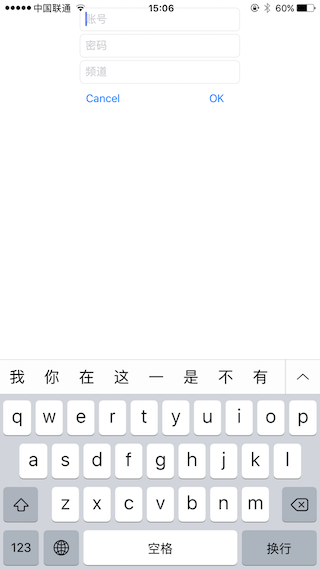 中国联通 15:06 60%
账号
密码
频道
Cancel OK
我 你 在 这 一 是 不 有
q w e r t y u i o p
a s d f g h j k l
z x c v b n m
123 空格 换行